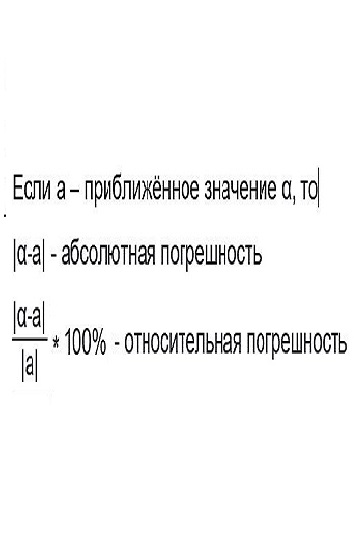 Если a – приближённое значение α, то
|α-a| - абсолютная погрешность
|α-a|
|a|
* 100% - относительная погрешность